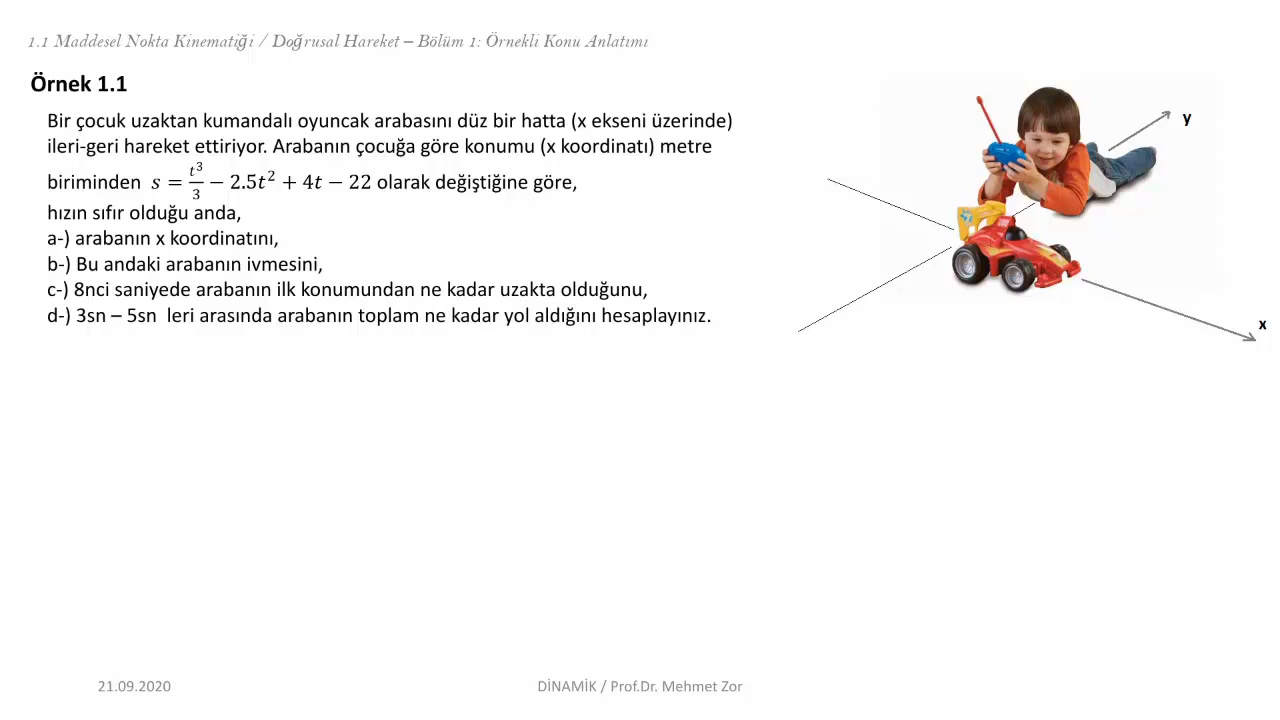 1.1 Maddesel Nokta Kinematiği / Doğrusal Hareket – Bölüm 1: Örnekli Konu Anlatımı
Örnek 1.1
Bir çocuk uzaktan kumandalı oyuncak arabasını düz bir hatta (x ekseni üzerinde)
ileri-geri hareket ettiriyor. Arabanın çocuğa göre konumu (x koordinatı) metre
biriminden s = t³/3 − 2.5t² + 4t − 22 olarak değiştiğine göre,
hızın sıfır olduğu anda,
a-) arabanın x koordinatını,
b-) Bu andaki arabanın ivmesini,
c-) 8nci saniyede arabanın ilk konumundan ne kadar uzakta olduğunu,
d-) 3sn – 5sn leri arasında arabanın toplam ne kadar yol aldığını hesaplayınız.
y
x
21.09.2020
DİNAMİK / Prof.Dr. Mehmet Zor